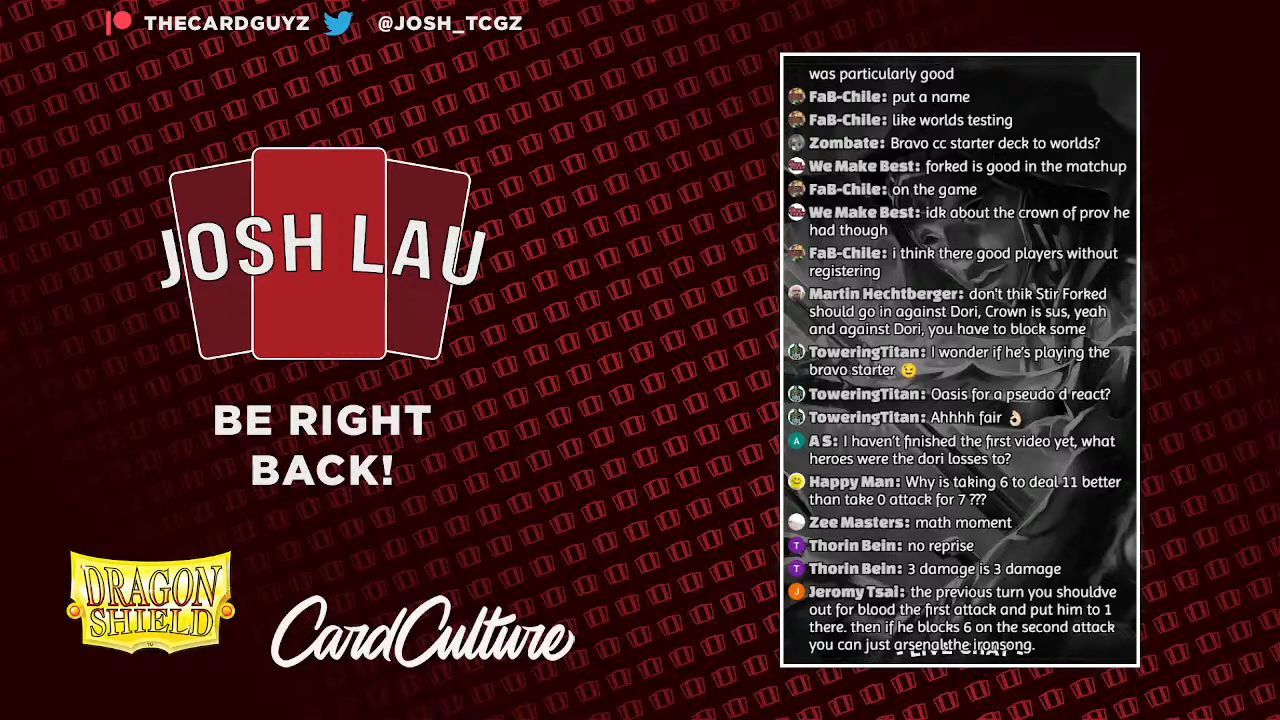 THECARDGUYZ @JOSH_TCGZ
JOSH LAU
BE RIGHT
BACK!
DRAGON
SHIELD
CardCulture
was particularly good
FaB-Chile: put a name
FaB-Chile: like worlds testing
Zombate: Bravo cc starter deck to worlds?
We Make Best: forked is good in the matchup
FaB-Chile: on the game
We Make Best: idk about the crown of prov he
had though
FaB-Chile: i think there good players without
registering
Martin Hechtberger: don't thik Stir Forked
should go in against Dori, Crown is sus, yeah
and against Dori, you have to block some
ToweringTitan: I wonder if he's playing the
bravo starter 😉
ToweringTitan: Oasis for a pseudo d react?
ToweringTitan: Ahhhh fair 👌
A S: I haven't finished the first video yet, what
heroes were the dori losses to?
Happy Man: Why is taking 6 to deal 11 better
than take 0 attack for 7 ???
Zee Masters: math moment
Thorin Bein: no reprise
Thorin Bein: 3 damage is 3 damage
Jeromy Tsai: the previous turn you shouldve
out for blood the first attack and put him to 1
there. then if he blocks 6 on the second attack
you can just arsenal the ironsong.